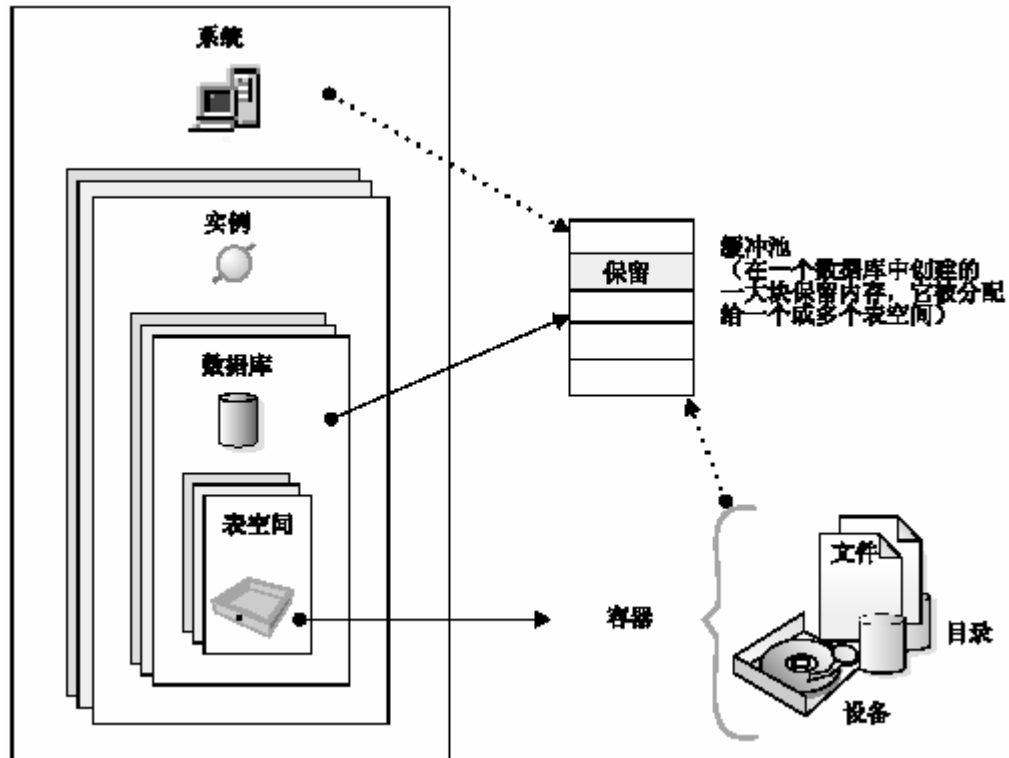 系统
实例
数据库
表空间
保留
缓冲池
（在一个数据库中创建的
一大块保留内存，它被分配
给一个或多个表空间）
容器
文件
目录
设备